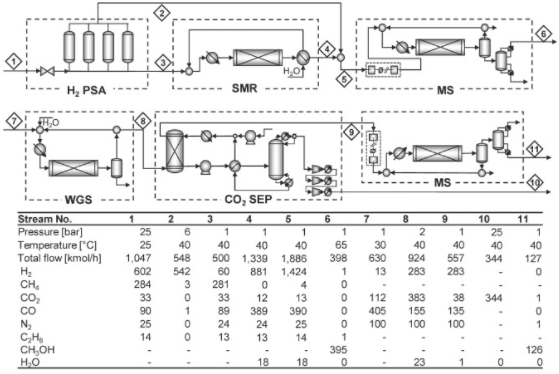 2
1
3
4
5
6
H₂O
H₂ PSA
SMR
MS
7
H₂O
8
9
11
10
WGS
CO₂ SEP
MS
Stream No. 1 2 3 4 5 6 7 8 9 10 11
Pressure [bar] 25 6 1 1 1 1 1 2 1 25 1
Temperature [°C] 25 40 40 40 40 65 30 40 40 40 40
Total flow [kmol/h] 1,047 548 500 1,339 1,886 398 630 924 557 344 127
H₂ 602 542 60 881 1,424 1 13 283 283 - 0
CH₄ 284 3 281 0 4 0 - - - - -
CO₂ 33 0 33 12 13 0 112 383 38 344 1
CO 90 1 89 389 390 0 405 155 135 - 0
N₂ 25 0 24 24 25 0 100 100 100 - 1
C₂H₆ 14 0 13 13 14 1 - - - - -
CH₃OH - - - - - 395 - - - - 126
H₂O - - - 18 18 0 - 23 1 0 0